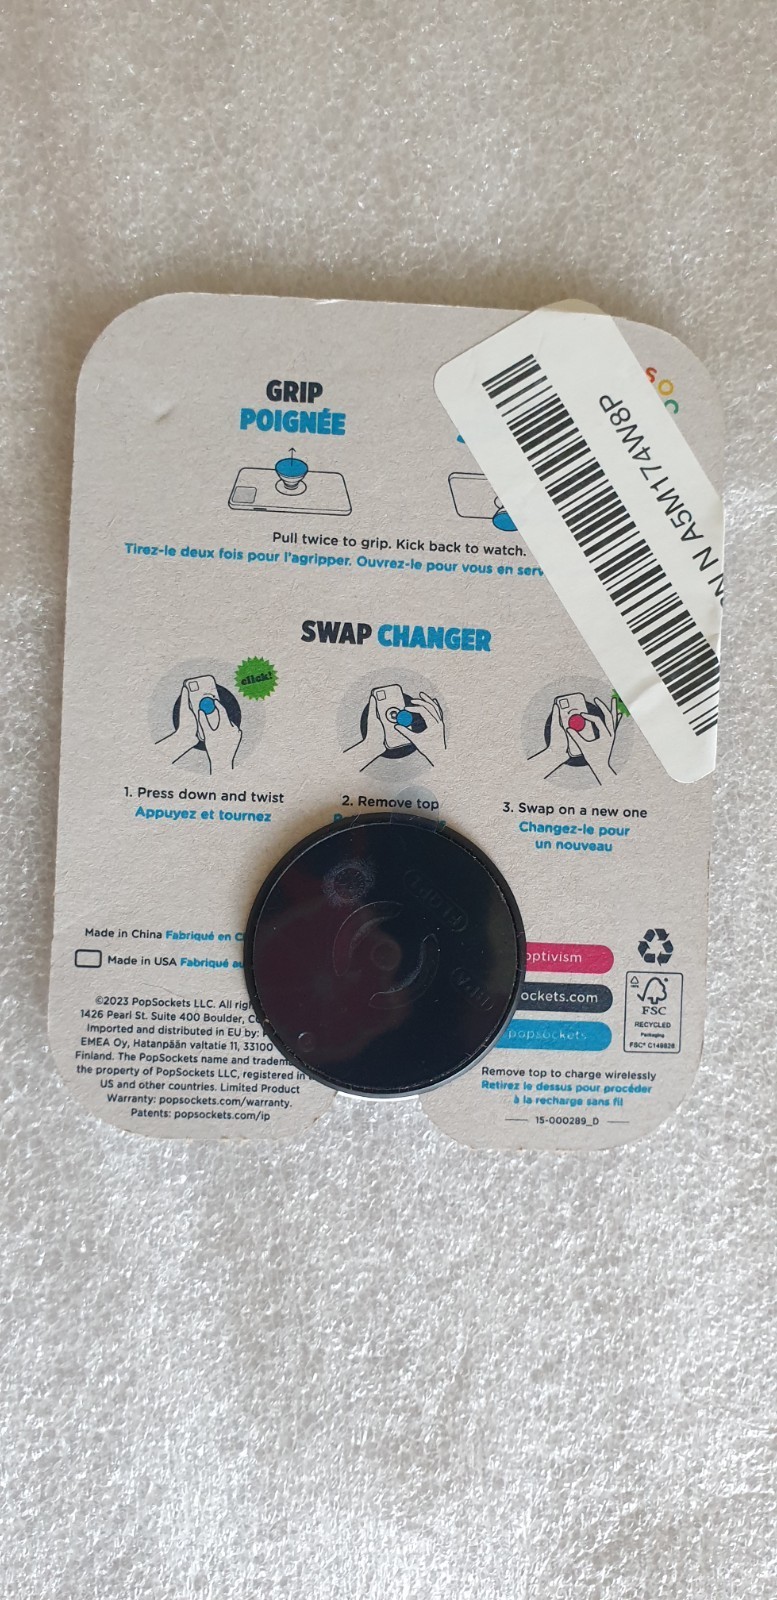 GRIP
POIGNÉE
Pull twice to grip. Kick back to watch.
Tirez-le deux fois pour l'agripper. Ouvrez-le pour vous en serv
N A5M174W8P
SWAP CHANGER
click!
1. Press down and twist
Appuyez et tournez
2. Remove top
3. Swap on a new one
Changez-le pour
un nouveau
Made in China Fabriqué en C
Made in USA Fabriqué au
©2023 PopSockets LLC. All righ
1426 Pearl St. Suite 400 Boulder, C
Imported and distributed in EU by:
EMEA Oy, Hatanpään valtatie 11, 33100
Finland. The PopSockets name and tradem
the property of PopSockets LLC, registered in
US and other countries. Limited Product
Warranty: popsockets.com/warranty.
Patents: popsockets.com/ip
optivism
ockets.com
popsockets
FSC
RECYCLED
Packaging
FSC® C149826
Remove top to charge wirelessly
Retirez le dessus pour procéder
à la recharge sans fil
15-000289_D